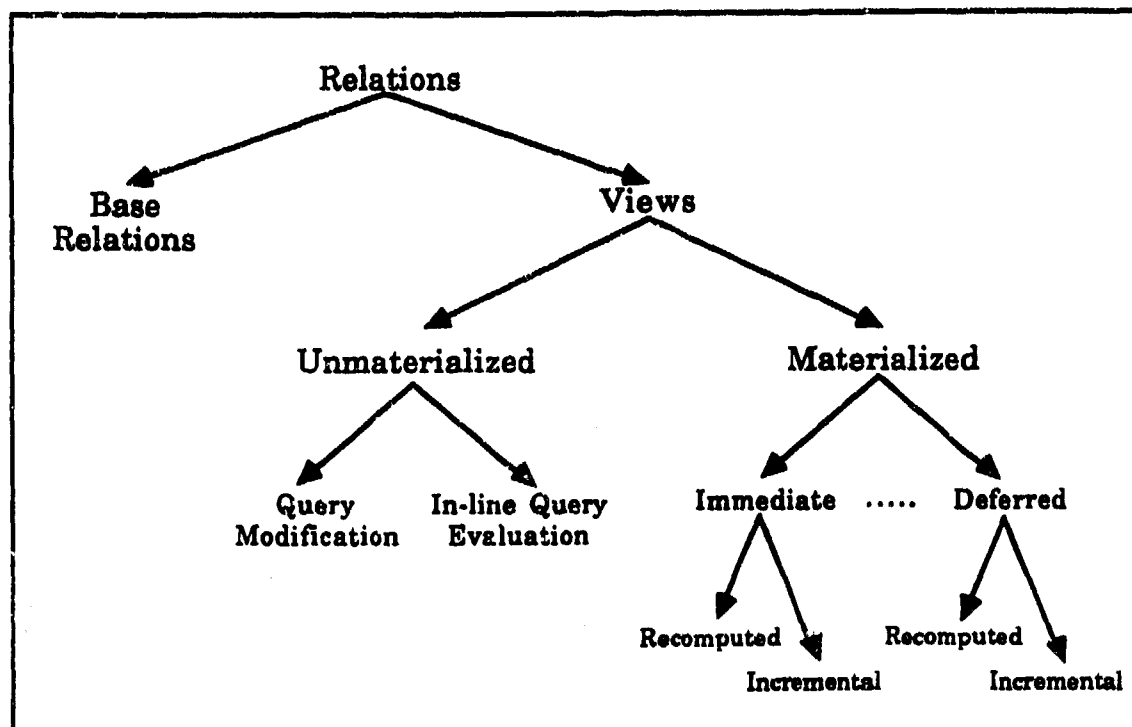 Relations
Base
Relations
Views
Unmaterialized
Materialized
Query
Modification
In-line Query
Evaluation
Immediate ..... Deferred
Recomputed
Incremental
Recomputed
Incremental